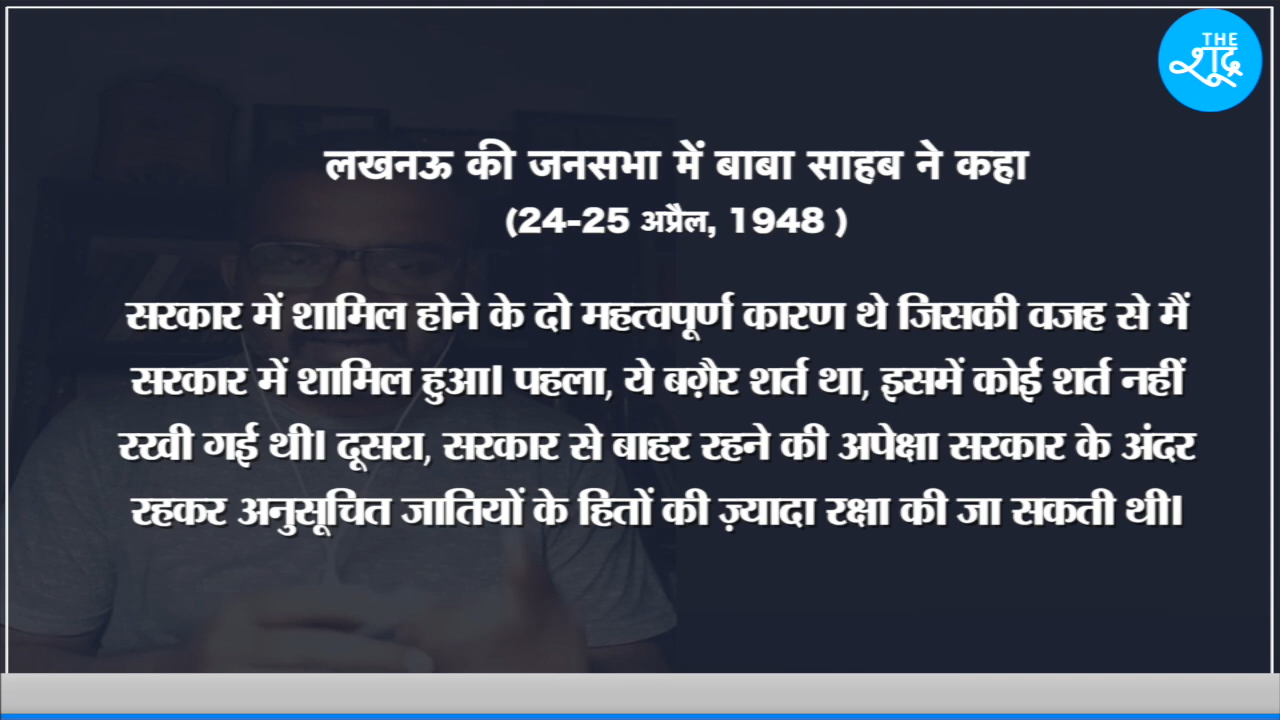 THE
शूद्र
लखनऊ की जनसभा में बाबा साहब ने कहा
(24-25 अप्रैल, 1948 )
सरकार में शामिल होने के दो महत्वपूर्ण कारण थे जिसकी वजह से मैं
सरकार में शामिल हुआ। पहला, ये बग़ैर शर्त था, इसमें कोई शर्त नहीं
रखी गई थी। दूसरा, सरकार से बाहर रहने की अपेक्षा सरकार के अंदर
रहकर अनुसूचित जातियों के हितों की ज़्यादा रक्षा की जा सकती थी।